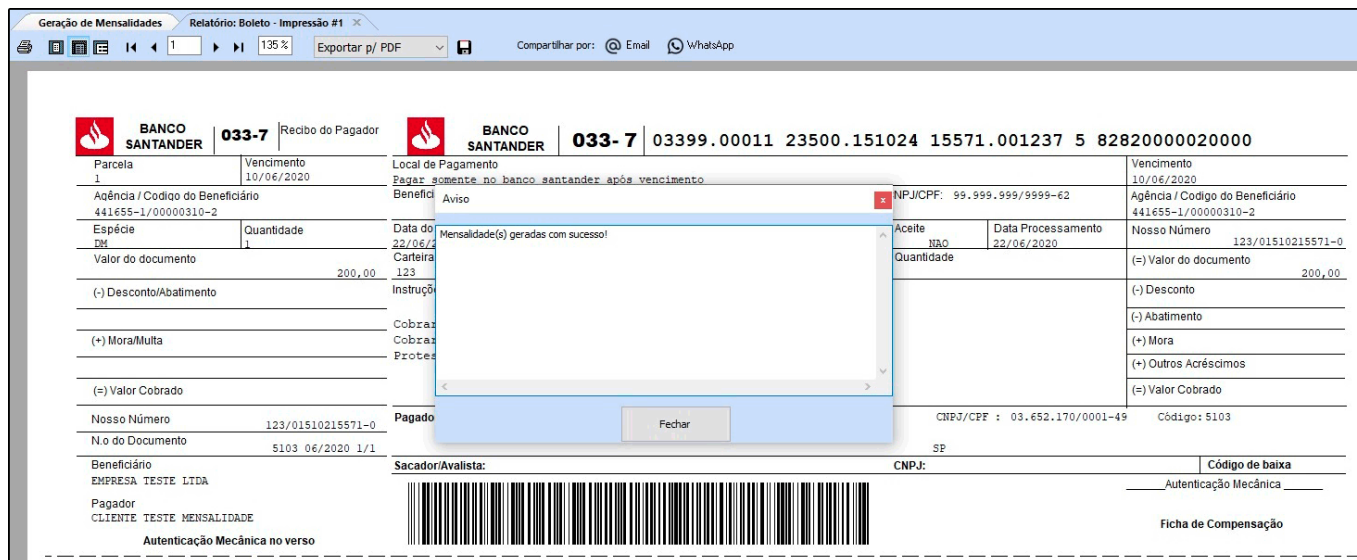 Geração de Mensalidades Relatório: Boleto - Impressão #1 ×
1 135 % Exportar p/ PDF Compartilhar por: Email WhatsApp
BANCO SANTANDER 033-7 Recibo do Pagador
Parcela Vencimento
1 10/06/2020
Agência / Codigo do Beneficiário
441655-1/00000310-2
Espécie Quantidade
DM 1
Valor do documento
200,00
(-) Desconto/Abatimento
(+) Mora/Multa
(=) Valor Cobrado
Nosso Número 123/01510215571-0
N.o do Documento
5103 06/2020 1/1
Beneficiário
EMPRESA TESTE LTDA
Pagador
CLIENTE TESTE MENSALIDADE
Autenticação Mecânica no verso
BANCO SANTANDER 033- 7 03399.00011 23500.151024 15571.001237 5 82820000020000
Local de Pagamento Vencimento
Pagar somente no banco santander após vencimento 10/06/2020
Benefici NPJ/CPF: 99.999.999/9999-62 Agência / Codigo do Beneficiário
441655-1/00000310-2
Data do Aceite Data Processamento Nosso Número
22/06/2 NAO 22/06/2020 123/01510215571-0
Carteira Quantidade (=) Valor do documento
123 200,00
Instruçõ (-) Desconto
(-) Abatimento
Cobrar
Cobrar (+) Mora
Protes
(+) Outros Acréscimos
(=) Valor Cobrado
Aviso x
Mensalidade(s) geradas com sucesso!
Fechar
Pagado CNPJ/CPF : 03.652.170/0001-49 Código: 5103
SP
Sacador/Avalista: CNPJ: Código de baixa
______Autenticação Mecânica ______
Ficha de Compensação